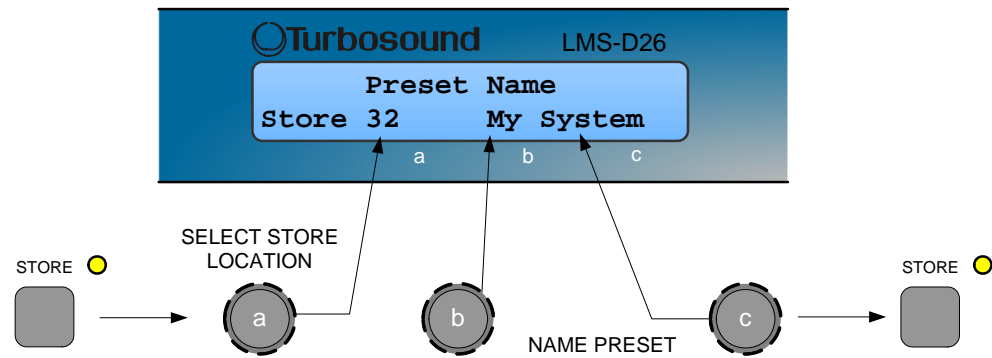 Turbosound LMS-D26
Preset Name
Store 32 My System
a b c
SELECT STORE
LOCATION
STORE
a
b
NAME PRESET
c
STORE